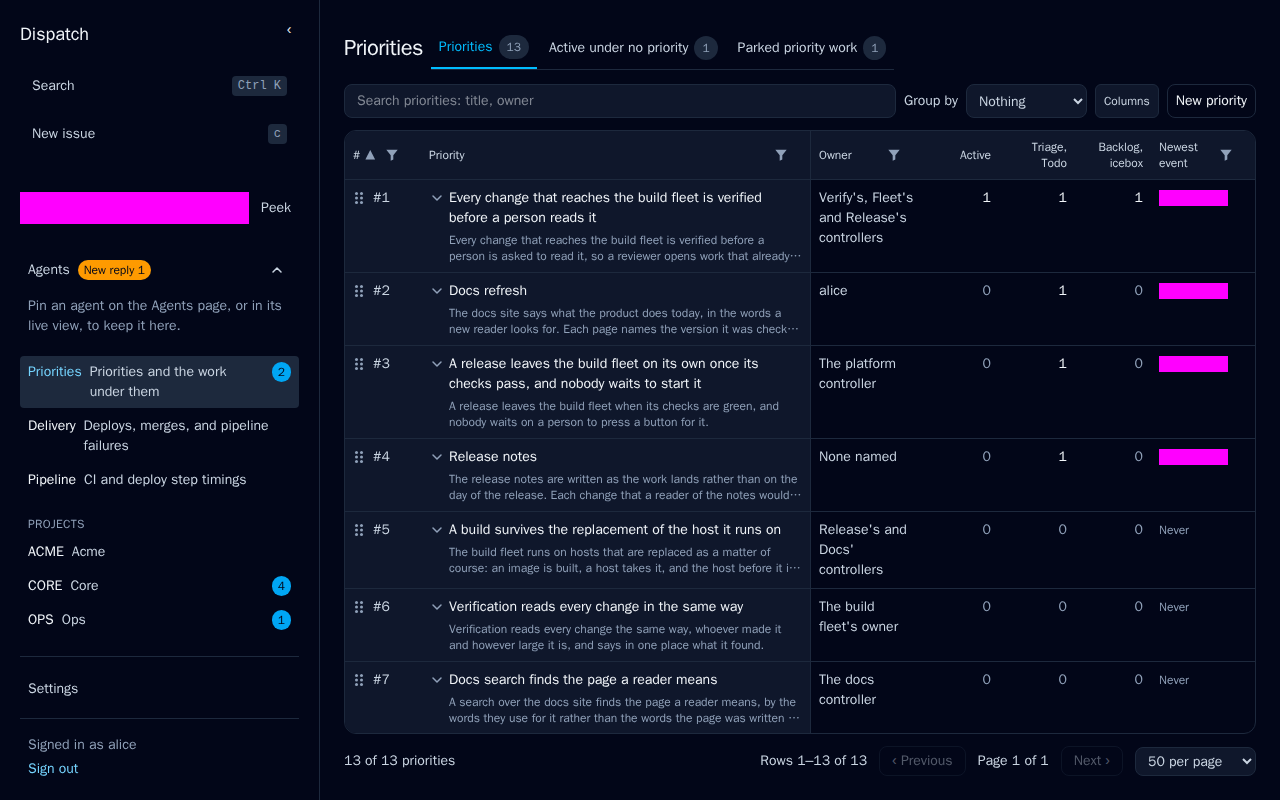 Dispatch
‹
Search
Ctrl K
New issue
C
Peek
Agents
New reply 1
Pin an agent on the Agents page, or in its
live view, to keep it here.
Priorities
Priorities and the work
under them
2
Delivery
Deploys, merges, and pipeline
failures
Pipeline
CI and deploy step timings
PROJECTS
ACME
Acme
CORE
Core
4
OPS
Ops
1
Settings
Signed in as alice
Sign out
Priorities
Priorities
13
Active under no priority
1
Parked priority work
1
Search priorities: title, owner
Group by
Nothing
Columns
New priority
# ▲
Priority
Owner
Active
Triage,
Todo
Backlog,
icebox
Newest
event
#1
Every change that reaches the build fleet is verified
before a person reads it
Every change that reaches the build fleet is verified before a
person is asked to read it, so a reviewer opens work that already…
Verify's, Fleet's
and Release's
controllers
1
1
1
#2
Docs refresh
The docs site says what the product does today, in the words a
new reader looks for. Each page names the version it was check…
alice
0
1
0
#3
A release leaves the build fleet on its own once its
checks pass, and nobody waits to start it
A release leaves the build fleet when its checks are green, and
nobody waits on a person to press a button for it.
The platform
controller
0
1
0
#4
Release notes
The release notes are written as the work lands rather than on the
day of the release. Each change that a reader of the notes would…
None named
0
1
0
#5
A build survives the replacement of the host it runs on
The build fleet runs on hosts that are replaced as a matter of
course: an image is built, a host takes it, and the host before it i…
Release's and
Docs'
controllers
0
0
0
Never
#6
Verification reads every change in the same way
Verification reads every change the same way, whoever made it
and however large it is, and says in one place what it found.
The build
fleet's owner
0
0
0
Never
#7
Docs search finds the page a reader means
A search over the docs site finds the page a reader means, by the
words they use for it rather than the words the page was written …
The docs
controller
0
0
0
Never
13 of 13 priorities
Rows 1–13 of 13
‹ Previous
Page 1 of 1
Next ›
50 per page